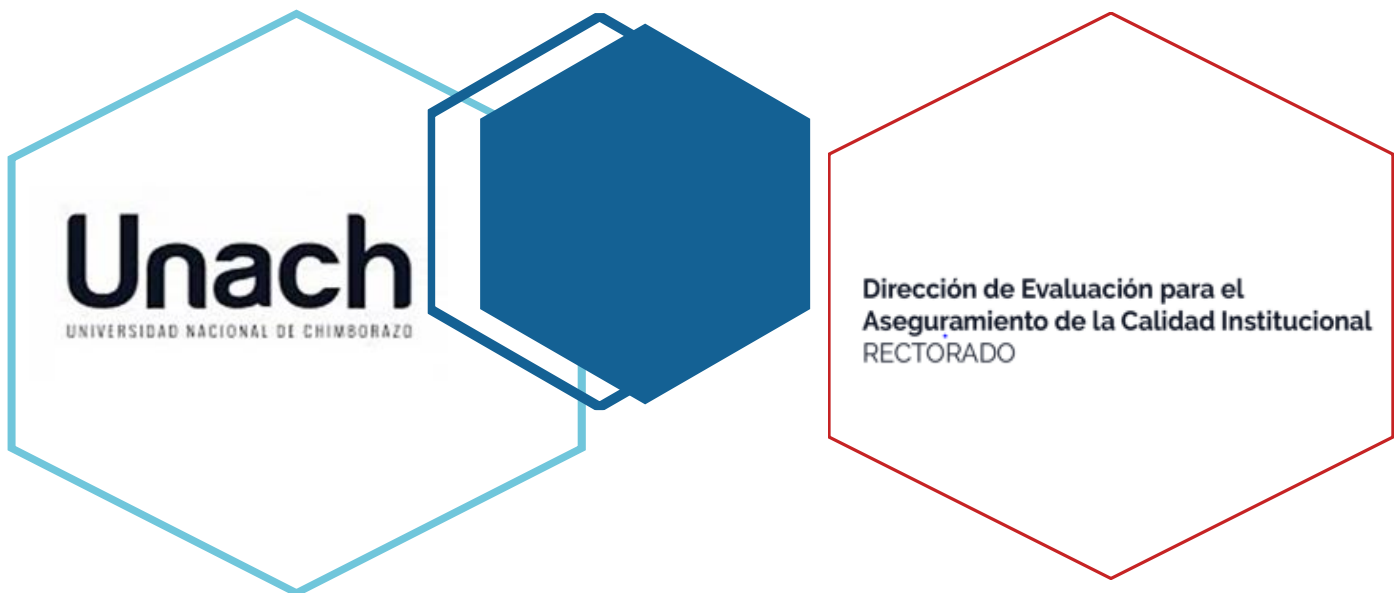 Unach
UNIVERSIDAD NACIONAL DE CHIMBORAZO
Dirección de Evaluación para el
Aseguramiento de la Calidad Institucional
RECTORADO